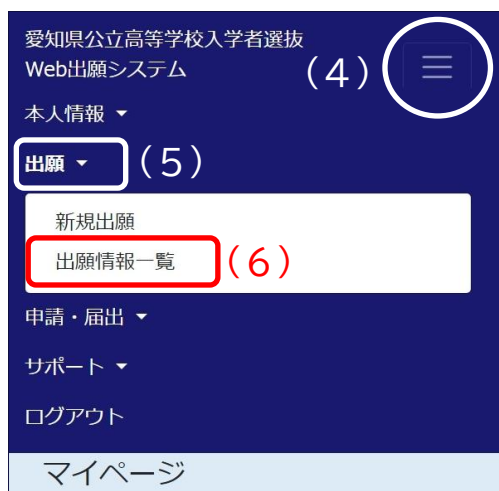 愛知県公立高等学校入学者選抜
Web出願システム
(4)
本人情報
出願
(5)
新規出願
出願情報一覧
(6)
申請・届出
サポート
ログアウト
マイページ